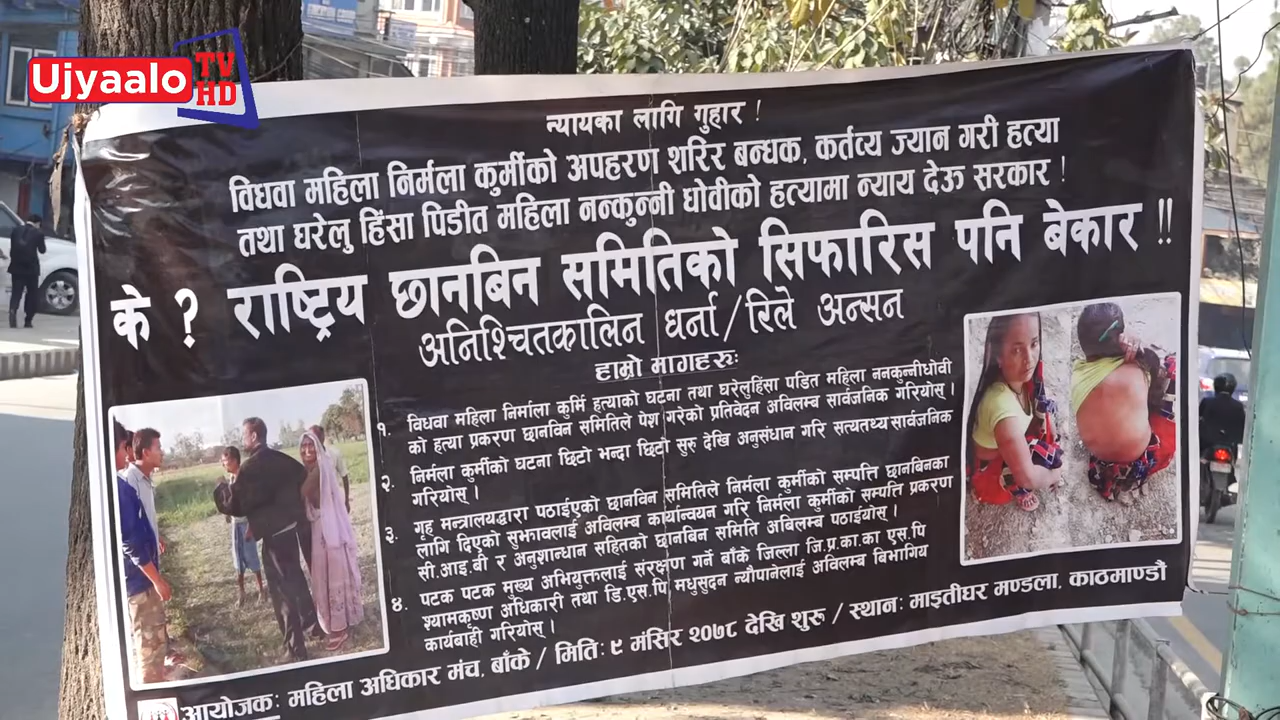 Ujyaalo TV HD
न्यायका लागि गुहार !
विधवा महिला निर्मला कुर्मीको अपहरण शरिर बन्धक, कर्तव्य ज्यान गरी हत्या
तथा घरेलु हिंसा पिडीत महिला नन्कुन्नी धोवीको हत्यामा न्याय देऊ सरकार !
के ? राष्ट्रिय छानबिन समितिको सिफारिस पनि बेकार !!
अनिश्चितकालिन धर्ना/रिले अन्सन
हाम्रो मागहरुः
१. विधवा महिला निर्माला कुर्मि हत्याको घटना तथा घरेलुहिंसा पडित महिला ननकुन्नीधोवी
को हत्या प्रकरण छानविन समितिले पेश गरेको प्रतिवेदन अविलम्ब सार्वजनिक गरियोस् ।
२. निर्मला कुर्मीको घटना छिटो भन्दा छिटो सुरु देखि अनुसंधान गरि सत्यतथ्य सार्वजनिक
गरियोस् ।
३. गृह मन्त्रालयद्वारा पठाईएको छानविन समितिले निर्मला कुर्मीको सम्पत्ति छानबिनका
लागि दिएको सुझावलाई अविलम्ब कार्यान्वयन गरि निर्मला कुर्मीको सम्पत्ति प्रकरण
सी.आइ.बी र अनुशान्धान सहितको छानबिन समिति अबिलम्ब पठाईयोस् ।
४. पटक पटक मुख्य अभियुक्तलाई संरक्षण गर्ने बाँके जिल्ला जि.प्र.का.का एस.पि
श्यामकृष्ण अधिकारी तथा डि.एस.पि मधुसुदन न्यौपानेलाई अविलम्ब बिभागिय
कार्यबाही गरियोस् ।
आयोजकः महिला अधिकार मंच, बाँके / मितिः ९ मंसिर २०७८ देखि शुरु / स्थानः माइतीघर मण्डला, काठमाण्डौ